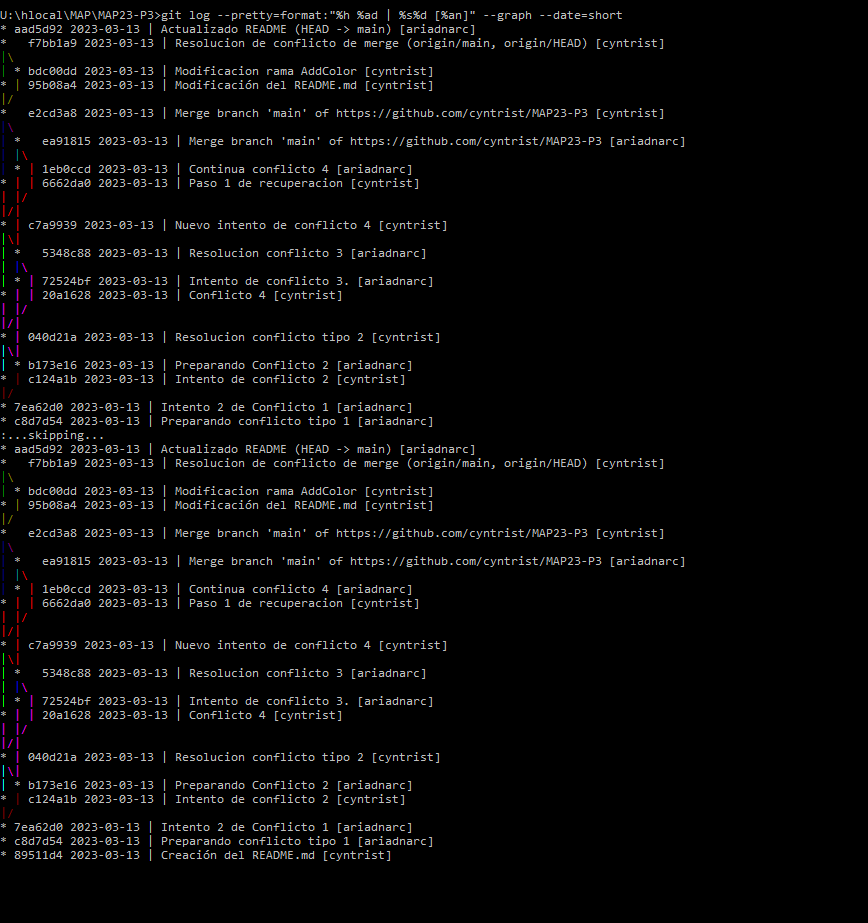 U:\hlocal\MAP\MAP23-P3>git log --pretty=format:"%h %ad | %s%d [%an]" --graph --date=short
* aad5d92 2023-03-13 | Actualizado README (HEAD -> main) [ariadnarc]
*   f7bb1a9 2023-03-13 | Resolucion de conflicto de merge (origin/main, origin/HEAD) [cyntrist]
|\
| * bdc00dd 2023-03-13 | Modificacion rama AddColor [cyntrist]
* | 95b08a4 2023-03-13 | Modificación del README.md [cyntrist]
|/
*   e2cd3a8 2023-03-13 | Merge branch 'main' of https://github.com/cyntrist/MAP23-P3 [cyntrist]
|\
| *   ea91815 2023-03-13 | Merge branch 'main' of https://github.com/cyntrist/MAP23-P3 [ariadnarc]
| |\
| * | 1eb0ccd 2023-03-13 | Continua conflicto 4 [ariadnarc]
* | | 6662da0 2023-03-13 | Paso 1 de recuperacion [cyntrist]
| |/
|/|
* | c7a9939 2023-03-13 | Nuevo intento de conflicto 4 [cyntrist]
|\|
| *   5348c88 2023-03-13 | Resolucion conflicto 3 [ariadnarc]
| |\
| * | 72524bf 2023-03-13 | Intento de conflicto 3. [ariadnarc]
* | | 20a1628 2023-03-13 | Conflicto 4 [cyntrist]
| |/
|/|
* | 040d21a 2023-03-13 | Resolucion conflicto tipo 2 [cyntrist]
|\|
| * b173e16 2023-03-13 | Preparando Conflicto 2 [ariadnarc]
* | c124a1b 2023-03-13 | Intento de conflicto 2 [cyntrist]
|/
* 7ea62d0 2023-03-13 | Intento 2 de Conflicto 1 [ariadnarc]
* c8d7d54 2023-03-13 | Preparando conflicto tipo 1 [ariadnarc]
:...skipping...
* aad5d92 2023-03-13 | Actualizado README (HEAD -> main) [ariadnarc]
*   f7bb1a9 2023-03-13 | Resolucion de conflicto de merge (origin/main, origin/HEAD) [cyntrist]
|\
| * bdc00dd 2023-03-13 | Modificacion rama AddColor [cyntrist]
* | 95b08a4 2023-03-13 | Modificación del README.md [cyntrist]
|/
*   e2cd3a8 2023-03-13 | Merge branch 'main' of https://github.com/cyntrist/MAP23-P3 [cyntrist]
|\
| *   ea91815 2023-03-13 | Merge branch 'main' of https://github.com/cyntrist/MAP23-P3 [ariadnarc]
| |\
| * | 1eb0ccd 2023-03-13 | Continua conflicto 4 [ariadnarc]
* | | 6662da0 2023-03-13 | Paso 1 de recuperacion [cyntrist]
| |/
|/|
* | c7a9939 2023-03-13 | Nuevo intento de conflicto 4 [cyntrist]
|\|
| *   5348c88 2023-03-13 | Resolucion conflicto 3 [ariadnarc]
| |\
| * | 72524bf 2023-03-13 | Intento de conflicto 3. [ariadnarc]
* | | 20a1628 2023-03-13 | Conflicto 4 [cyntrist]
| |/
|/|
* | 040d21a 2023-03-13 | Resolucion conflicto tipo 2 [cyntrist]
|\|
| * b173e16 2023-03-13 | Preparando Conflicto 2 [ariadnarc]
* | c124a1b 2023-03-13 | Intento de conflicto 2 [cyntrist]
|/
* 7ea62d0 2023-03-13 | Intento 2 de Conflicto 1 [ariadnarc]
* c8d7d54 2023-03-13 | Preparando conflicto tipo 1 [ariadnarc]
* 89511d4 2023-03-13 | Creación del README.md [cyntrist]